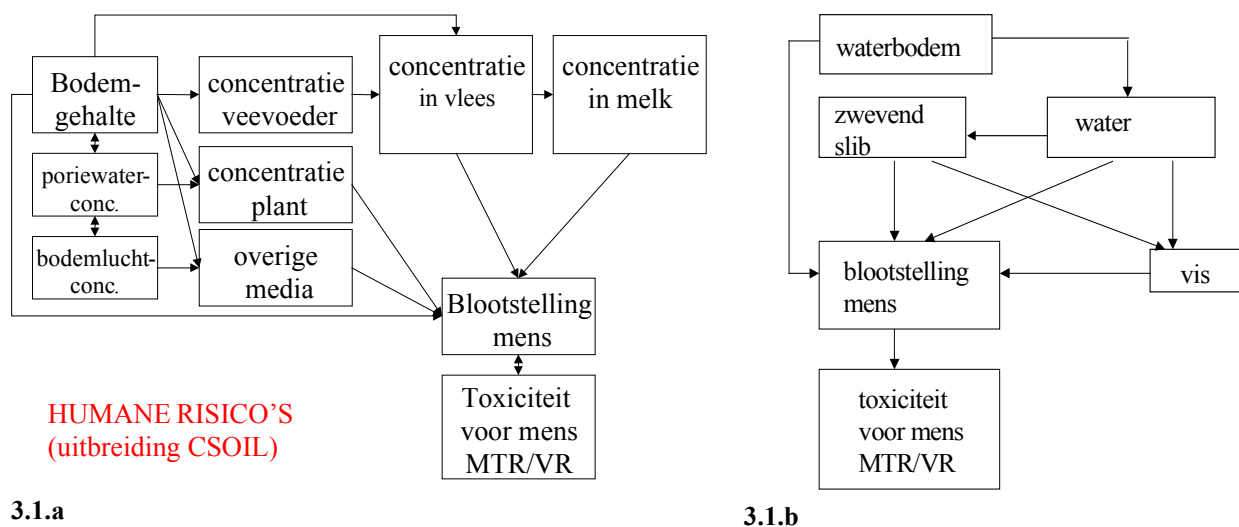 Bodem-
gehalte
concentratie
veevoeder
concentratie
in vlees
concentratie
in melk
poriewater-
conc.
concentratie
plant
bodemlucht-
conc.
overige
media
Blootstelling
mens
Toxiciteit
voor mens
MTR/VR
HUMANE RISICO'S
(uitbreiding CSOIL)
3.1.a
waterbodem
zwevend
slib
water
blootstelling
mens
vis
toxiciteit
voor mens
MTR/VR
3.1.b